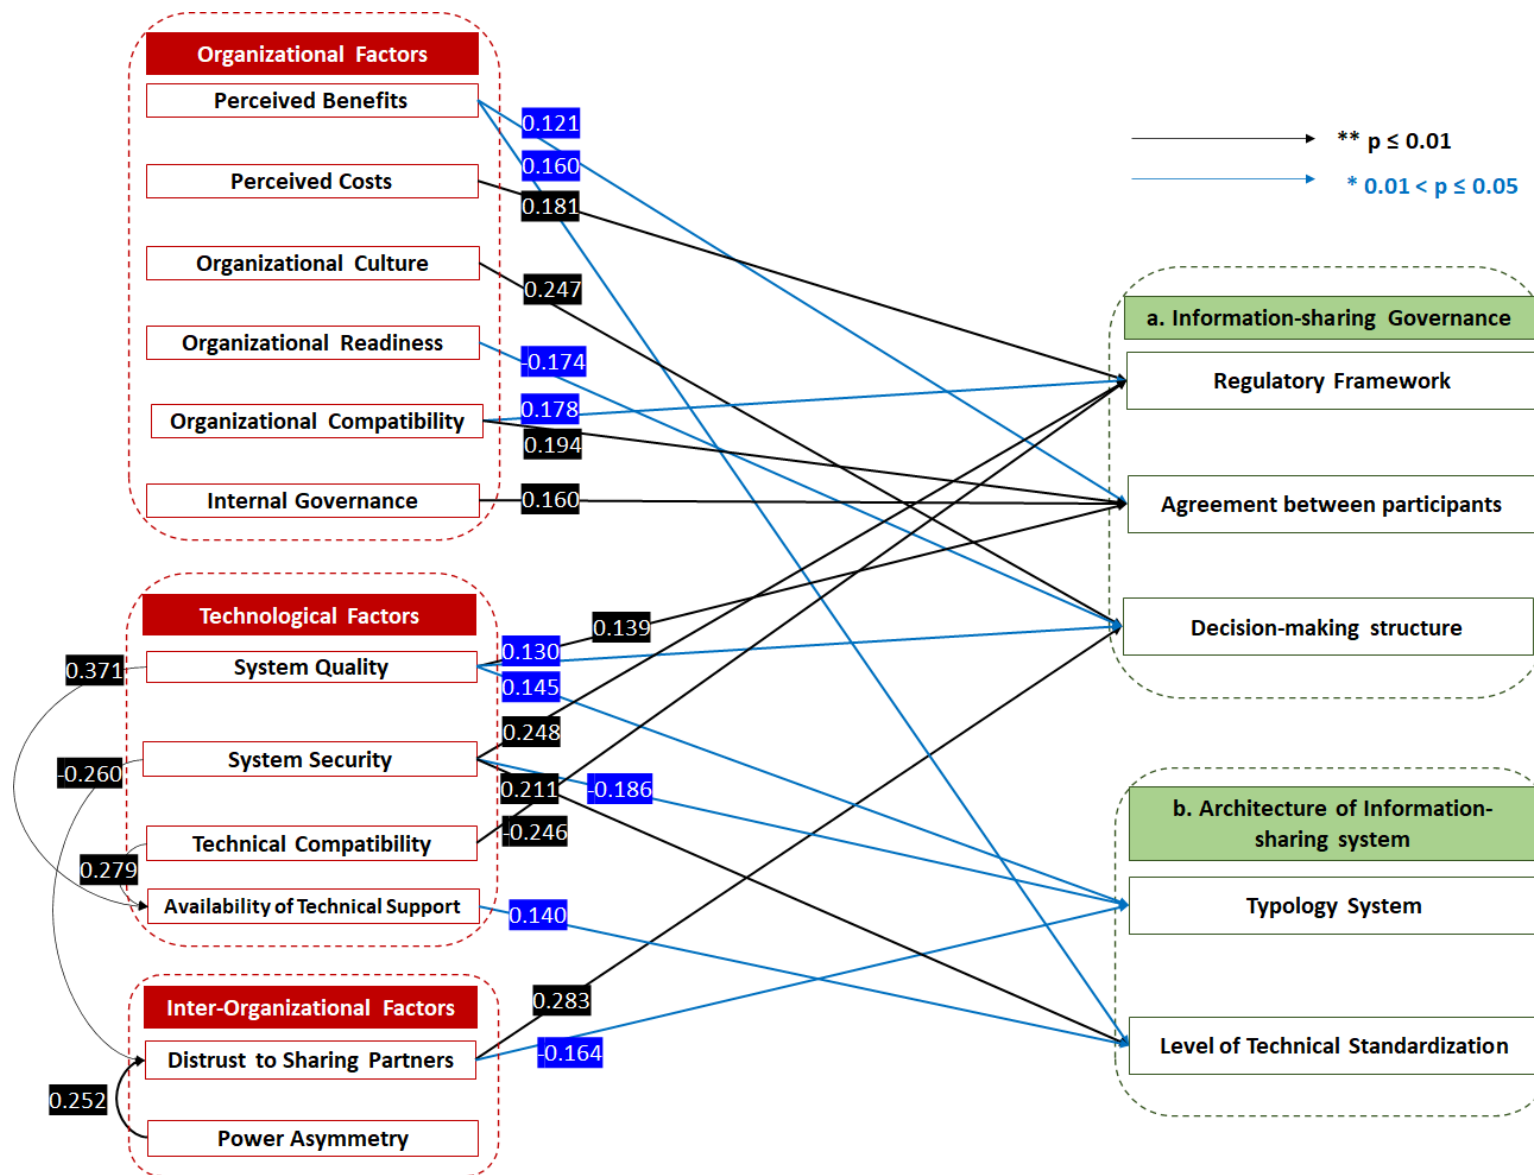 Organizational Factors
Perceived Benefits
Perceived Costs
Organizational Culture
Organizational Readiness
Organizational Compatibility
Internal Governance
0.121
0.160
0.181
0.247
-0.174
0.178
0.194
0.160
** p ≤ 0.01
* 0.01 < p ≤ 0.05
a. Information-sharing Governance
Regulatory Framework
Agreement between participants
Decision-making structure
Technological Factors
System Quality
System Security
Technical Compatibility
Availability of Technical Support
0.371
-0.260
0.279
0.139
0.130
0.145
0.248
0.211
-0.186
-0.246
0.140
b. Architecture of Information-
sharing system
Typology System
Level of Technical Standardization
Inter-Organizational Factors
Distrust to Sharing Partners
Power Asymmetry
0.283
-0.164
0.252